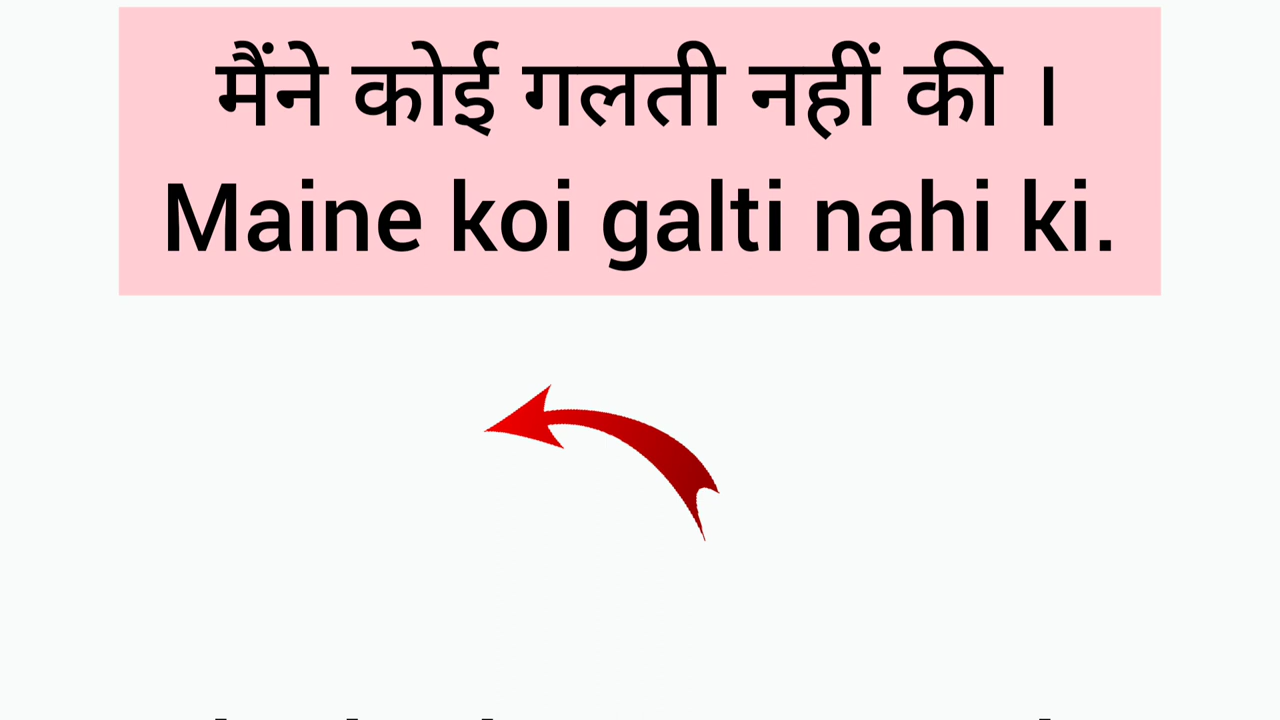 मैंने कोई गलती नहीं की ।
Maine koi galti nahi ki.